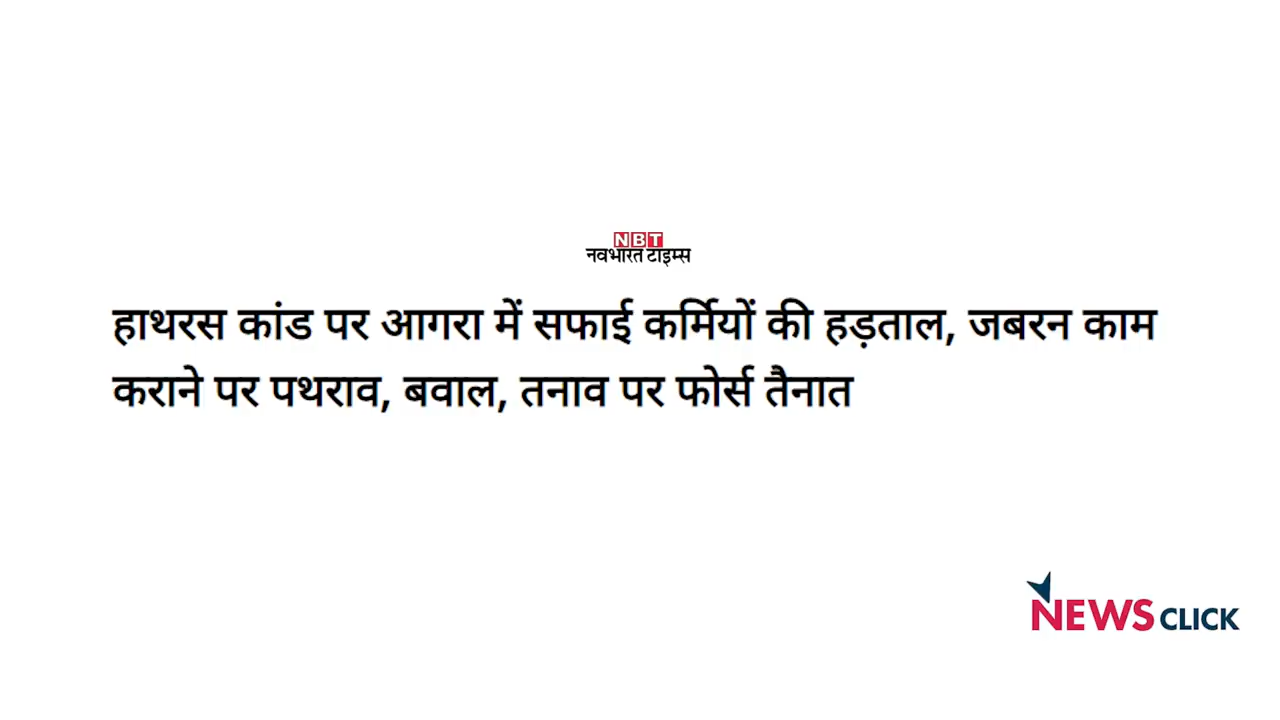 NBT
नवभारत टाइम्स
हाथरस कांड पर आगरा में सफाई कर्मियों की हड़ताल, जबरन काम
कराने पर पथराव, बवाल, तनाव पर फोर्स तैनात
NEWS CLICK